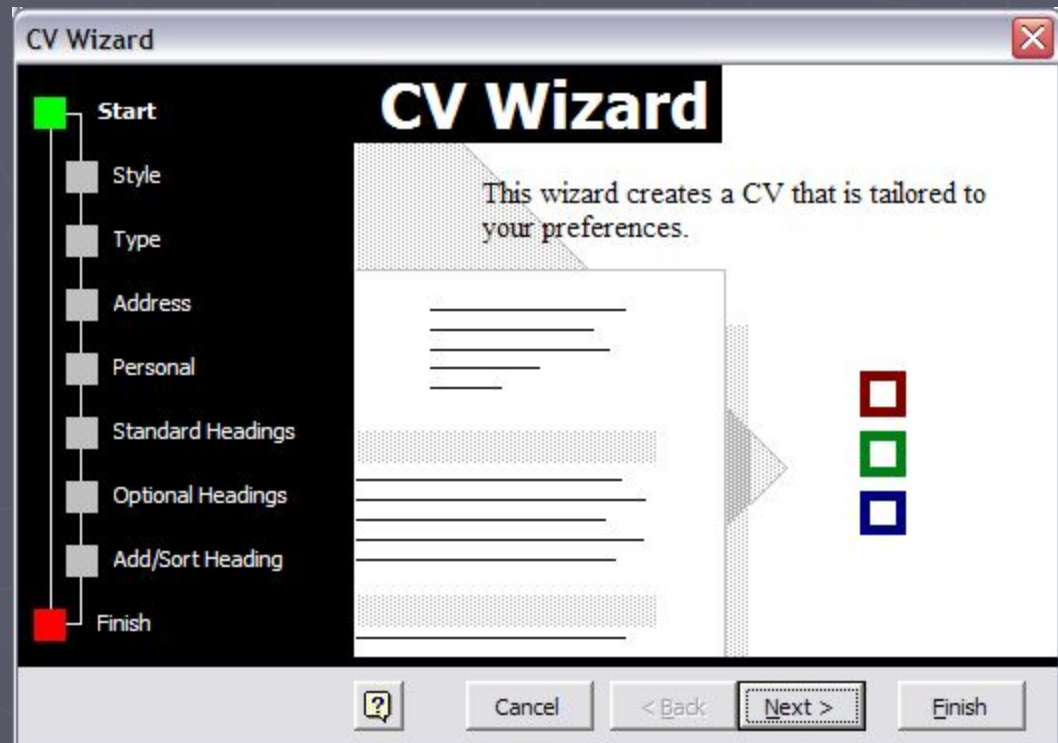 CV Wizard
Start
Style
Type
Address
Personal
Standard Headings
Optional Headings
Add/Sort Heading
Finish
CV Wizard
This wizard creates a CV that is tailored to
your preferences.
?
Cancel
< Back
Next >
Finish